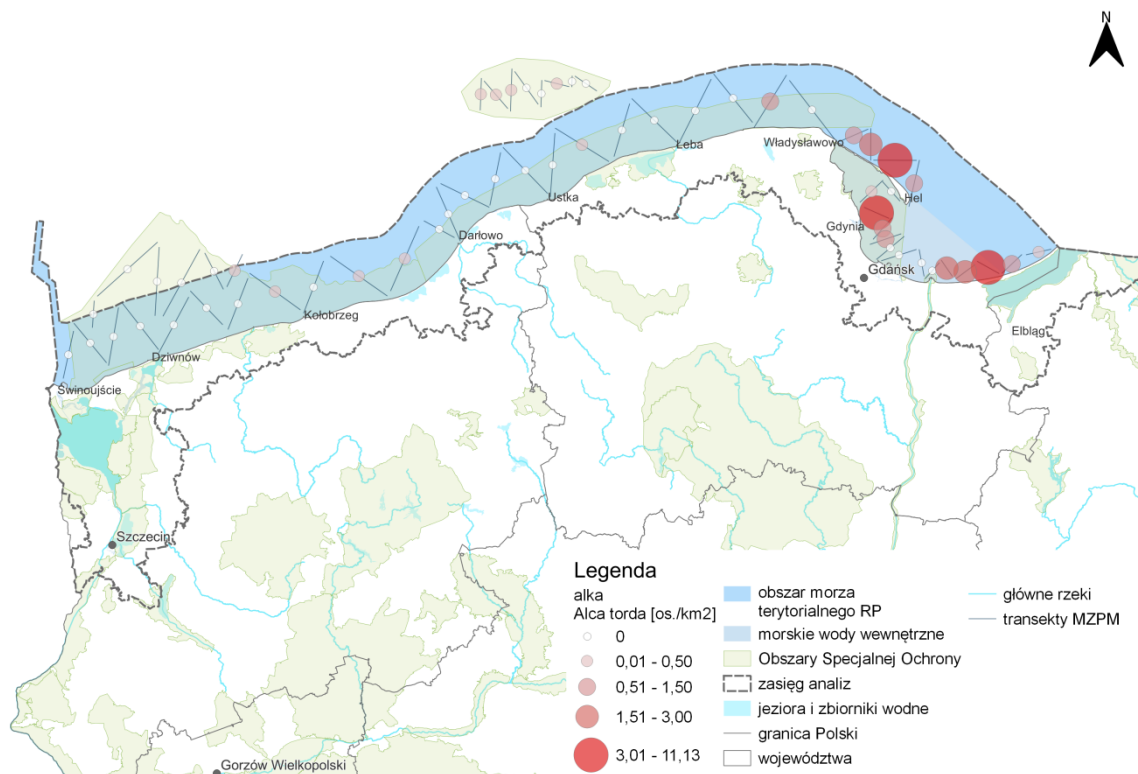 N
Władysławowo
Łeba
Hel
Ustka
Gdynia
Darłowo
Gdańsk
Kołobrzeg
Elbląg
Dziwnów
Świnoujście
Szczecin
Gorzów Wielkopolski
Legenda
alka
Alca torda [os./km2]
0
0,01 - 0,50
0,51 - 1,50
1,51 - 3,00
3,01 - 11,13
obszar morza
terytorialnego RP
morskie wody wewnętrzne
Obszary Specjalnej Ochrony
zasięg analiz
jeziora i zbiorniki wodne
granica Polski
województwa
główne rzeki
transekty MZPM